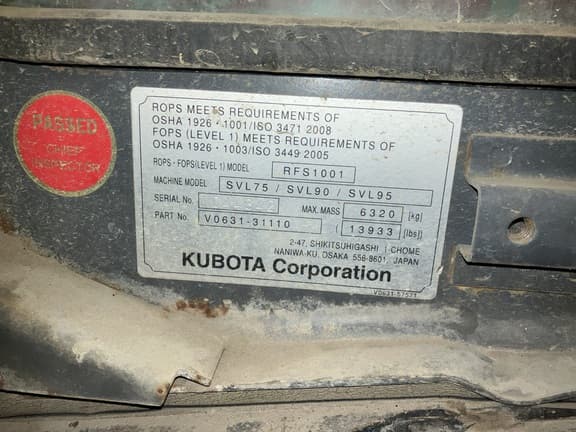 PASSED
CHIEF
INSPECTOR
ROPS MEETS REQUIREMENTS OF
OSHA 1926・1001/ISO 3471 2008
FOPS (LEVEL 1) MEETS REQUIREMENTS OF
OSHA 1926・1003/ISO 3449 2005
ROPS・FOPS(LEVEL 1) MODEL RFS1001
MACHINE MODEL SVL75 / SVL90 / SVL95
SERIAL No. MAX. MASS 6320 [kg]
PART No. V0631-31110 ( 13933 [lbs])
2-47, SHIKITSUHIGASHI 1 CHOME
NANIWA-KU, OSAKA 556-8601, JAPAN
KUBOTA Corporation
V0631-57571